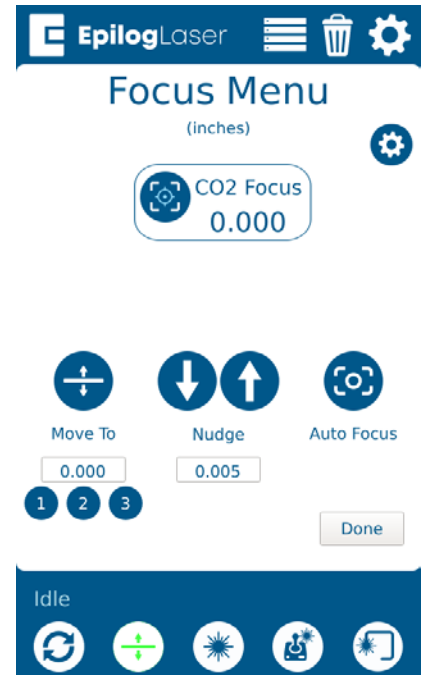 EpilogLaser
Focus Menu
(inches)
CO2 Focus
0.000
Move To
Nudge
Auto Focus
0.000
0.005
1 2 3
Done
Idle